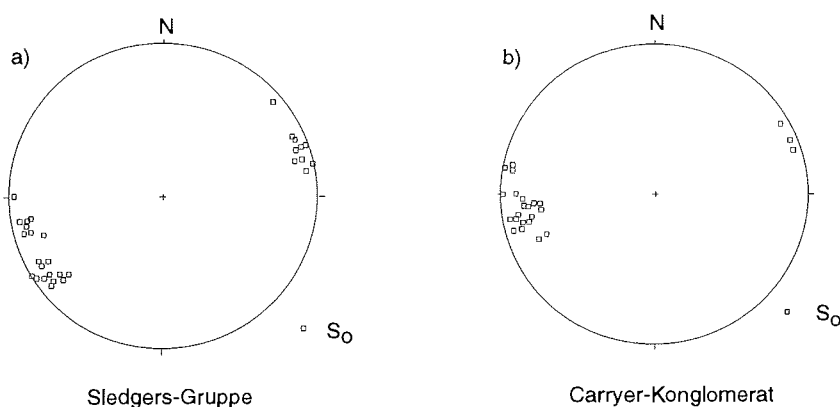 N
a)
S₀
Sledgers-Gruppe
N
b)
S₀
Carryer-Konglomerat